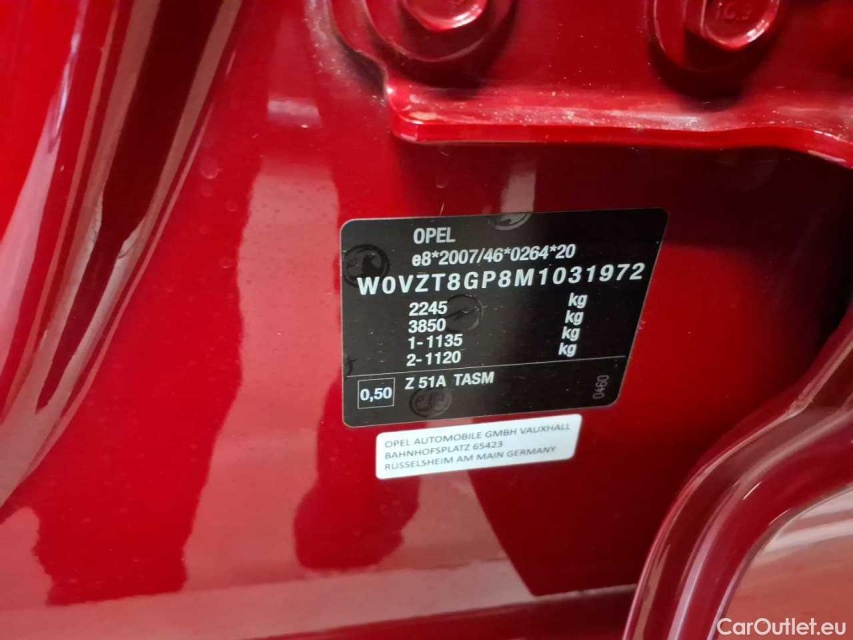 OPEL
e8*2007/46*0264*20
W0VZT8GP8M1031972
2245 kg
3850 kg
1-1135 kg
2-1120 kg
0,50 Z 51A TASM
0460
OPEL AUTOMOBILE GMBH VAUXHALL
BAHNHOFSPLATZ 65423
RÜSSELSHEIM AM MAIN GERMANY
CarOutlet.eu